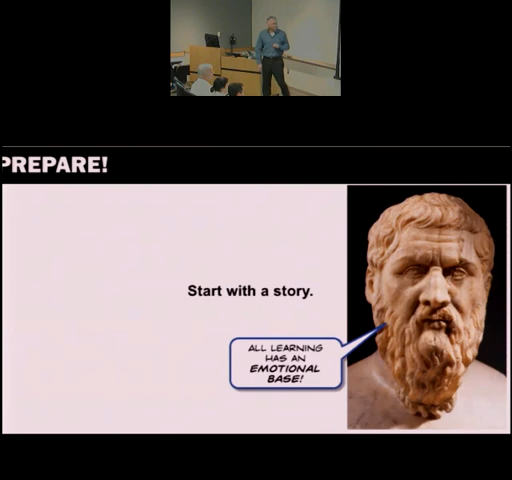 PREPARE!
Start with a story.
ALL LEARNING
HAS AN
EMOTIONAL
BASE!